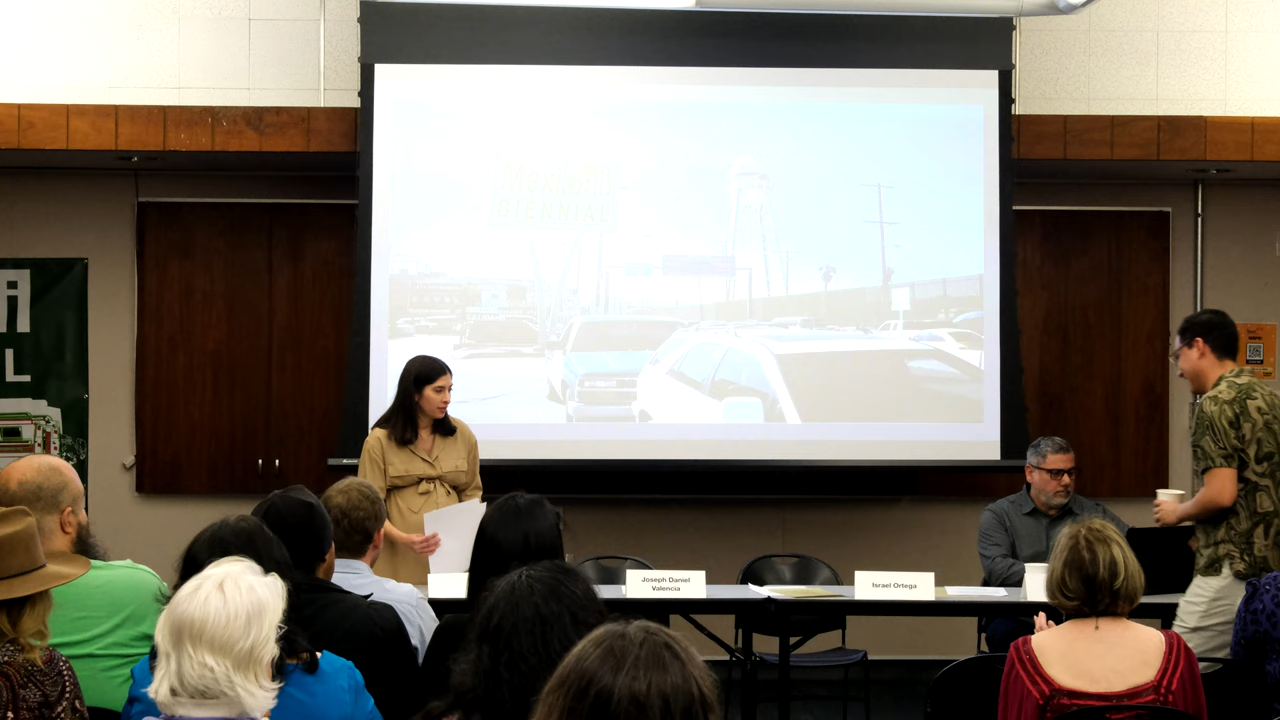 MexiCali
BIENNIAL
L
Joseph Daniel
Valencia
Israel Ortega